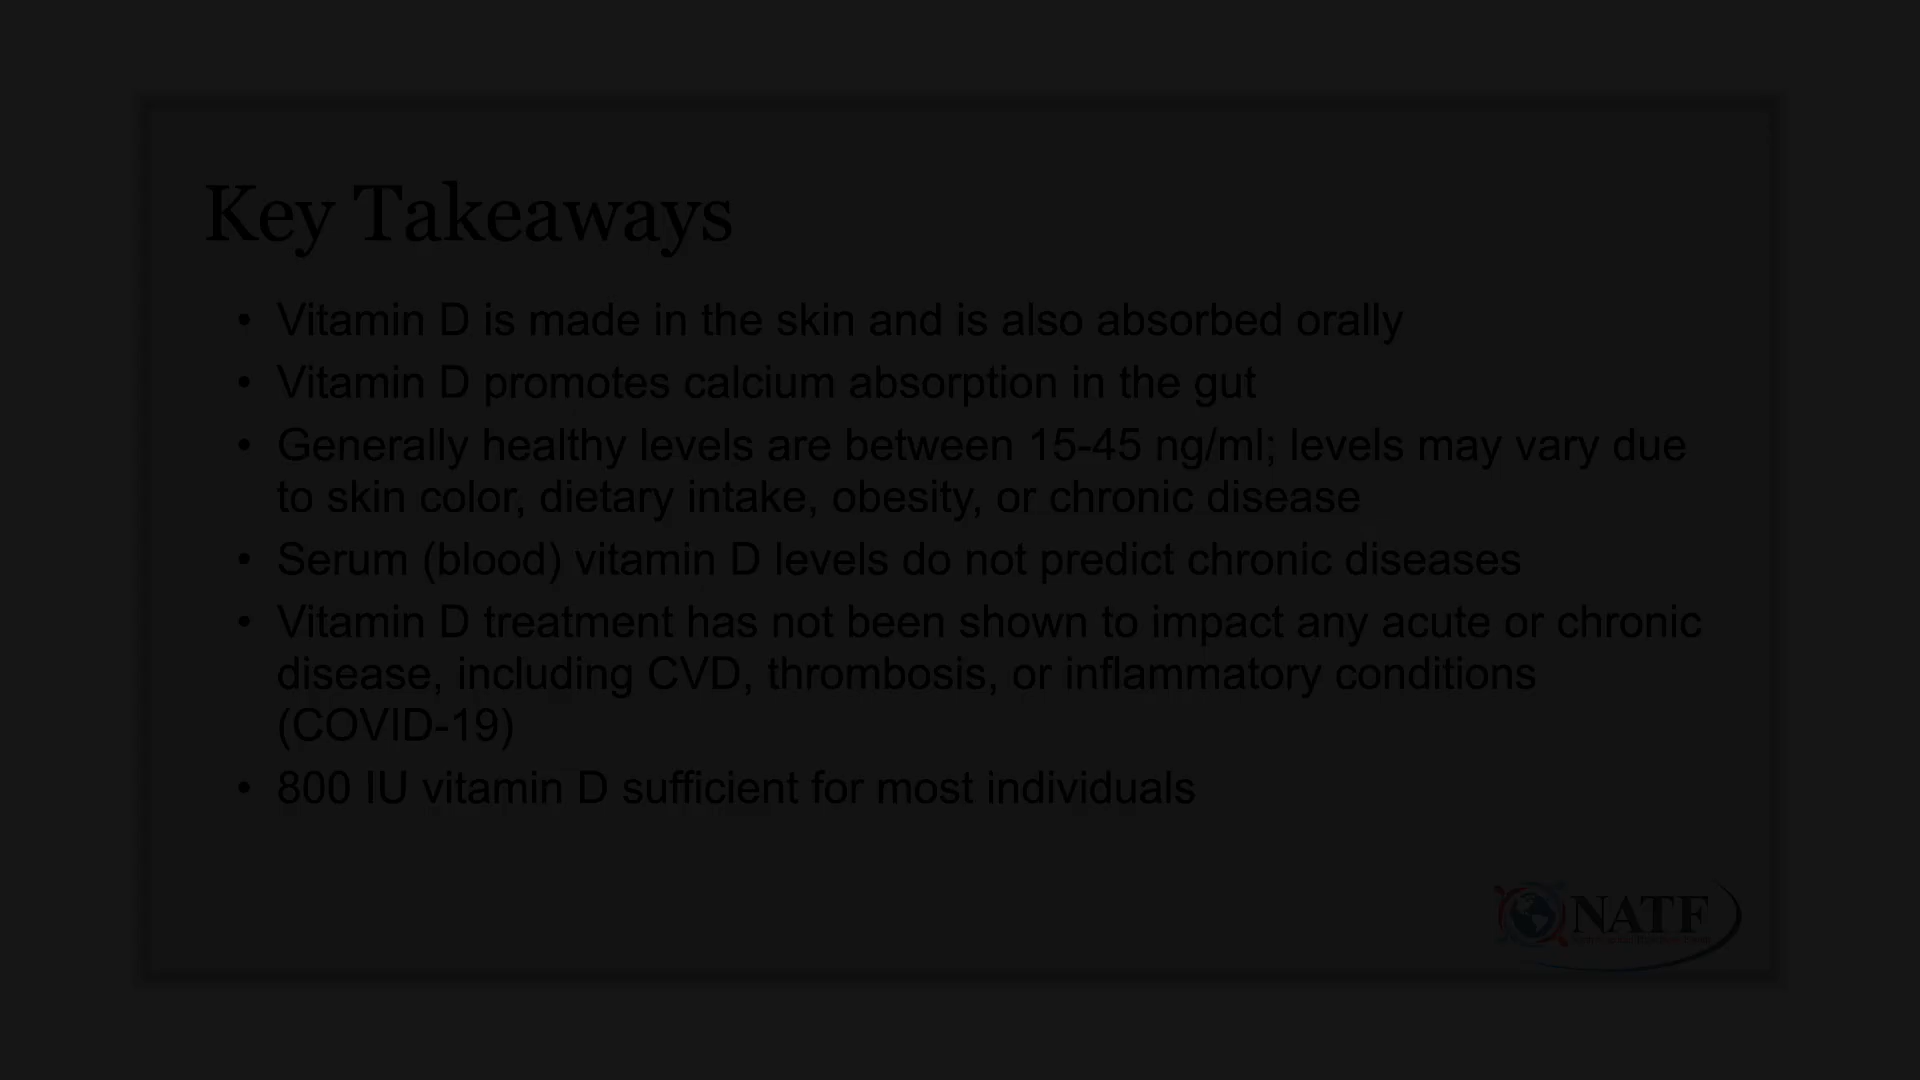 Key Takeaways
• Vitamin D is made in the skin and is also absorbed orally
• Vitamin D promotes calcium absorption in the gut
• Generally healthy levels are between 15-45 ng/ml; levels may vary due
to skin color, dietary intake, obesity, or chronic disease
• Serum (blood) vitamin D levels do not predict chronic diseases
• Vitamin D treatment has not been shown to impact any acute or chronic
disease, including CVD, thrombosis, or inflammatory conditions
(COVID-19)
• 800 IU vitamin D sufficient for most individuals
NATF